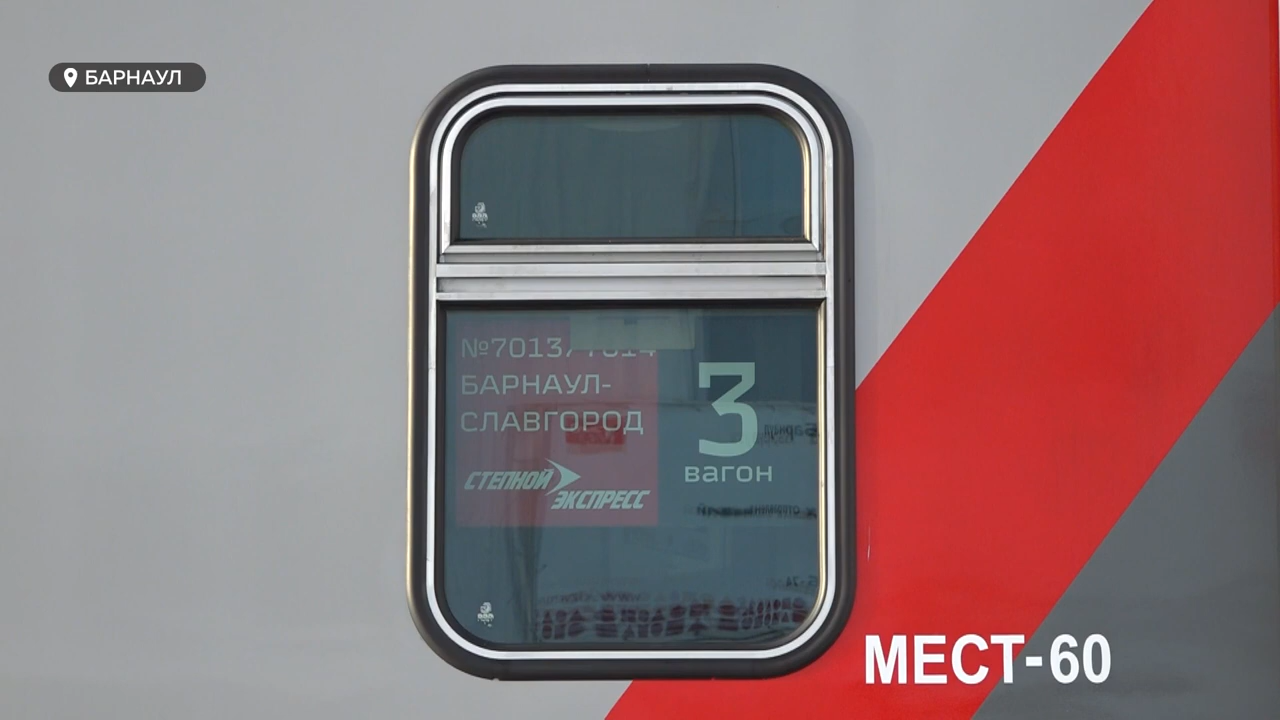 БАРНАУЛ
№7013/7014
БАРНАУЛ-
СЛАВГОРОД
СТЕПНОЙ
ЭКСПРЕСС
3
вагон
МЕСТ-60